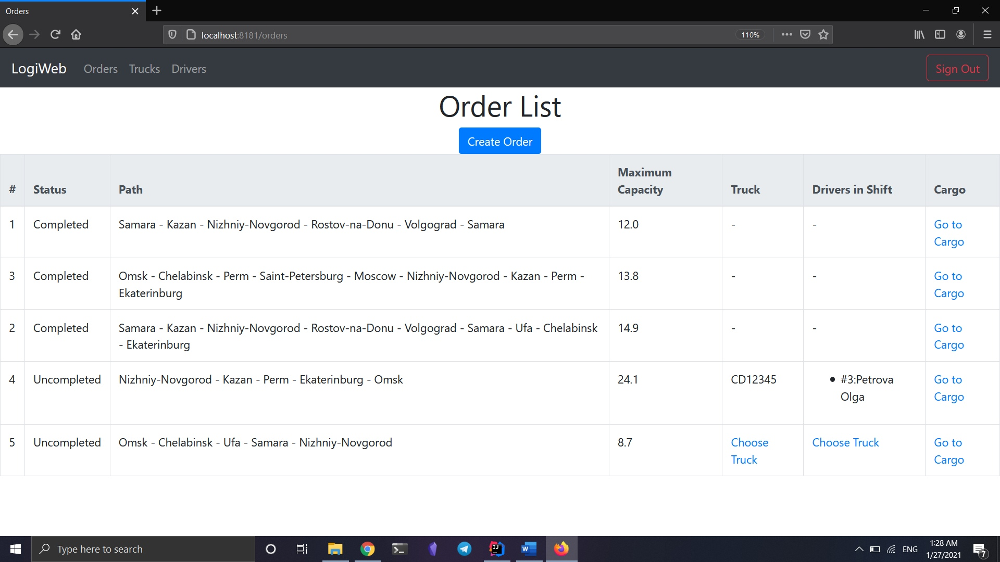 Orders
localhost:8181/orders
110%
LogiWeb Orders Trucks Drivers Sign Out
Order List
Create Order
# Status Path Maximum Capacity Truck Drivers in Shift Cargo
1 Completed Samara - Kazan - Nizhniy-Novgorod - Rostov-na-Donu - Volgograd - Samara 12.0 - - Go to
Cargo
3 Completed Omsk - Chelabinsk - Perm - Saint-Petersburg - Moscow - Nizhniy-Novgorod - Kazan - Perm - 13.8 - - Go to
Ekaterinburg Cargo
2 Completed Samara - Kazan - Nizhniy-Novgorod - Rostov-na-Donu - Volgograd - Samara - Ufa - Chelabinsk 14.9 - - Go to
- Ekaterinburg Cargo
4 Uncompleted Nizhniy-Novgorod - Kazan - Perm - Ekaterinburg - Omsk 24.1 CD12345 • #3:Petrova Go to
Olga Cargo
5 Uncompleted Omsk - Chelabinsk - Ufa - Samara - Nizhniy-Novgorod 8.7 Choose Choose Truck Go to
Truck Cargo
Type here to search
IJ
W
ENG
1:28 AM
1/27/2021
7